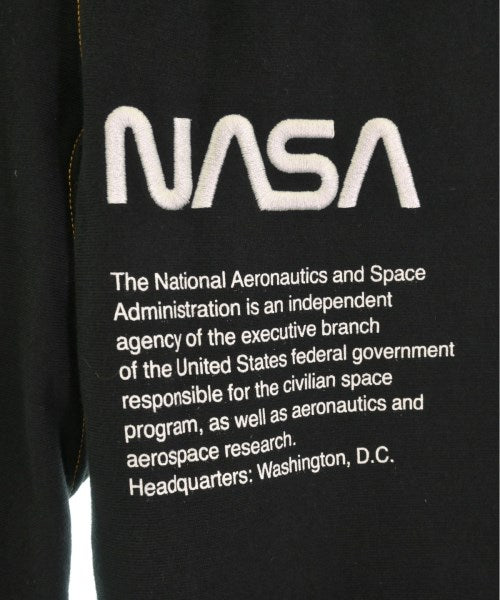 NASA
The National Aeronautics and Space
Administration is an independent
agency of the executive branch
of the United States federal government
responsible for the civilian space
program, as well as aeronautics and
aerospace research.
Headquarters: Washington, D.C.